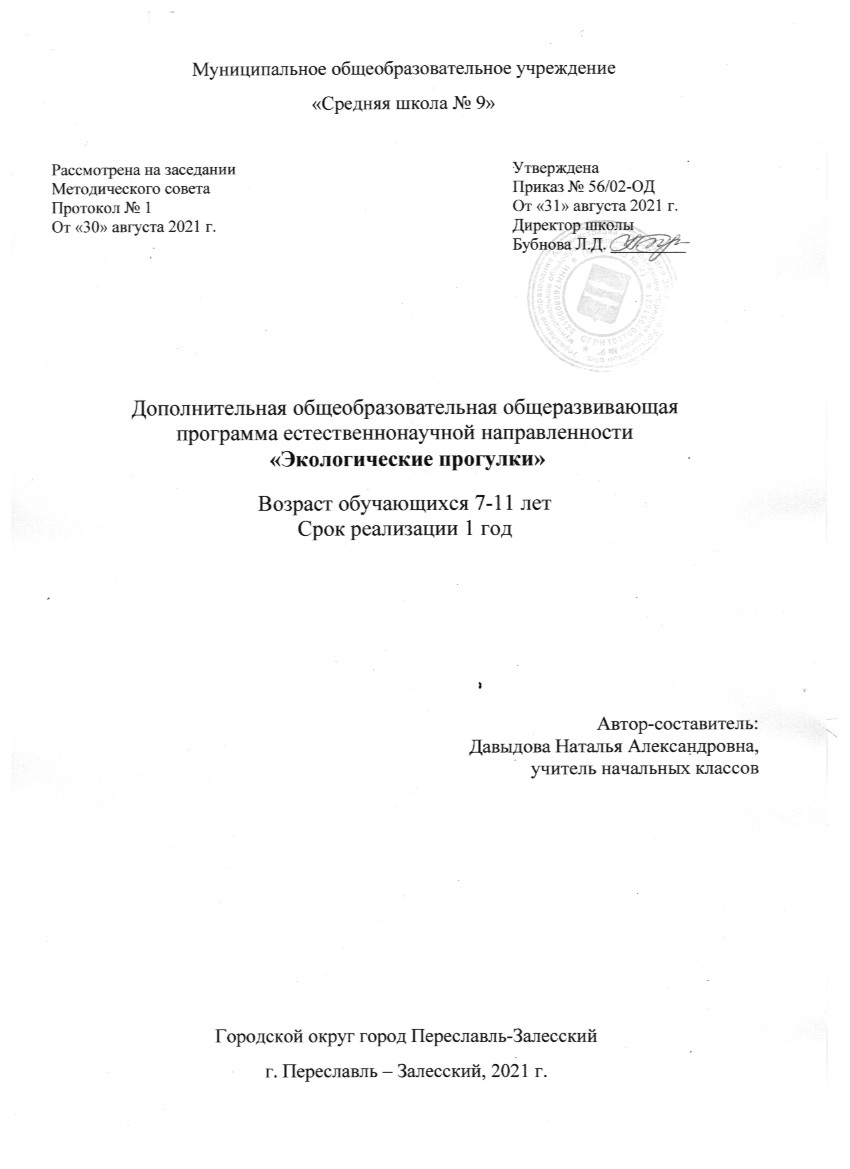 Муниципальное общеобразовательное учреждение
«Средняя школа № 9»
Рассмотрена на заседании
Методического совета
Протокол № 1
От «30» августа 2021 г.
Утверждена
Приказ № 56/02-ОД
От «31» августа 2021 г.
Директор школы
Бубнова Л.Д.
Дополнительная общеобразовательная общеразвивающая
программа естественнонаучной направленности
«Экологические прогулки»
Возраст обучающихся 7-11 лет
Срок реализации 1 год
Автор-составитель:
Давыдова Наталья Александровна,
учитель начальных классов
Городской округ город Переславль-Залесский
г. Переславль – Залесский, 2021 г.